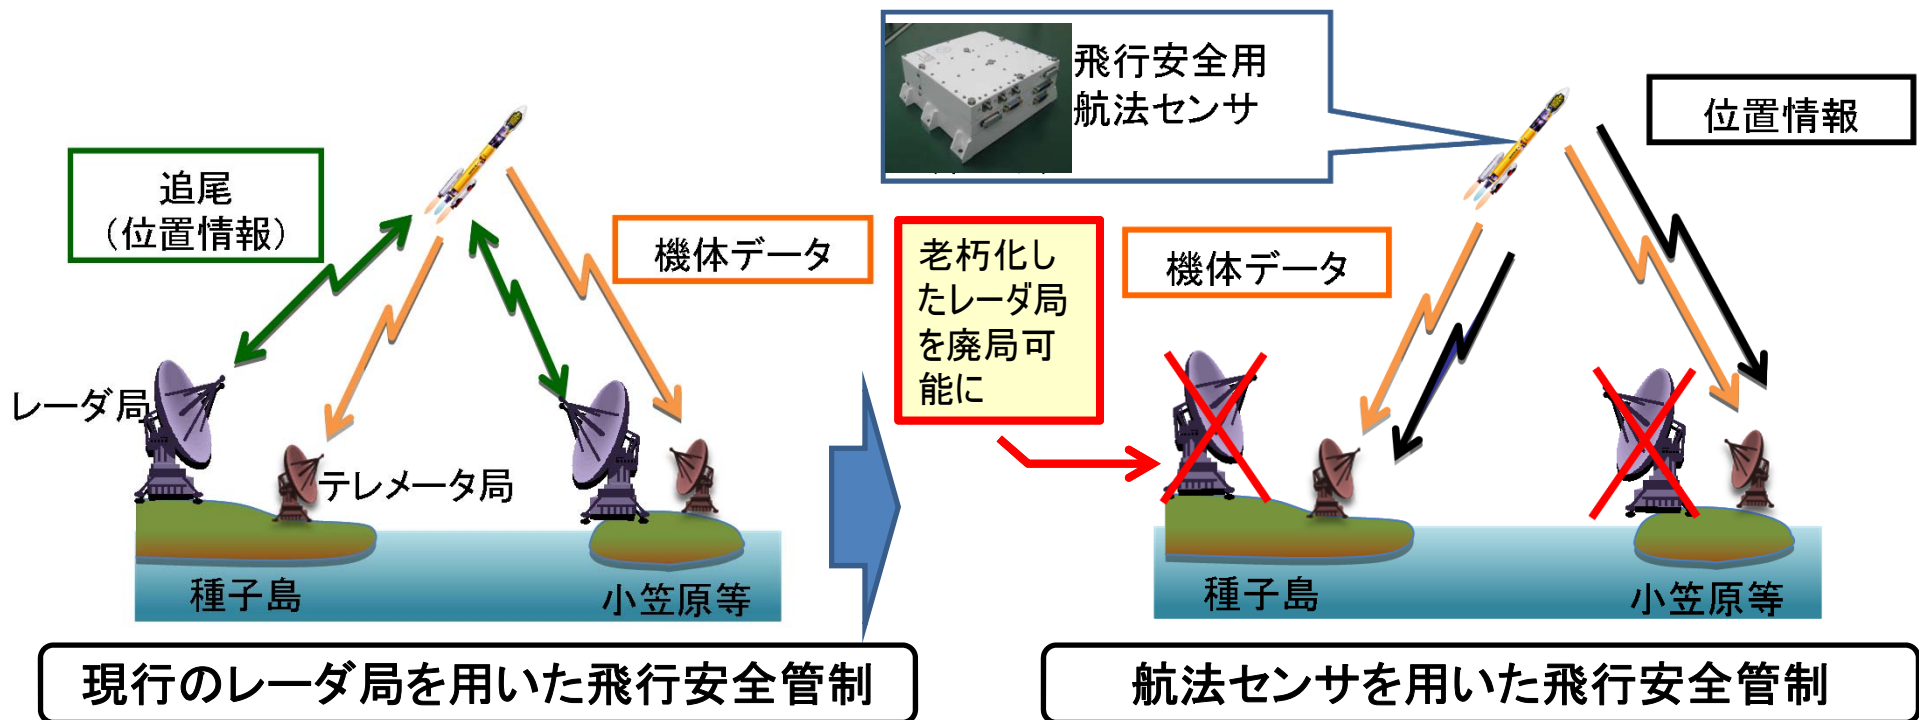 追尾
（位置情報）
機体データ
レーダ局
テレメータ局
種子島
小笠原等
現行のレーダ局を用いた飛行安全管制
飛行安全用
航法センサ
位置情報
老朽化し
たレーダ局
を廃局可
能に
機体データ
種子島
小笠原等
航法センサを用いた飛行安全管制